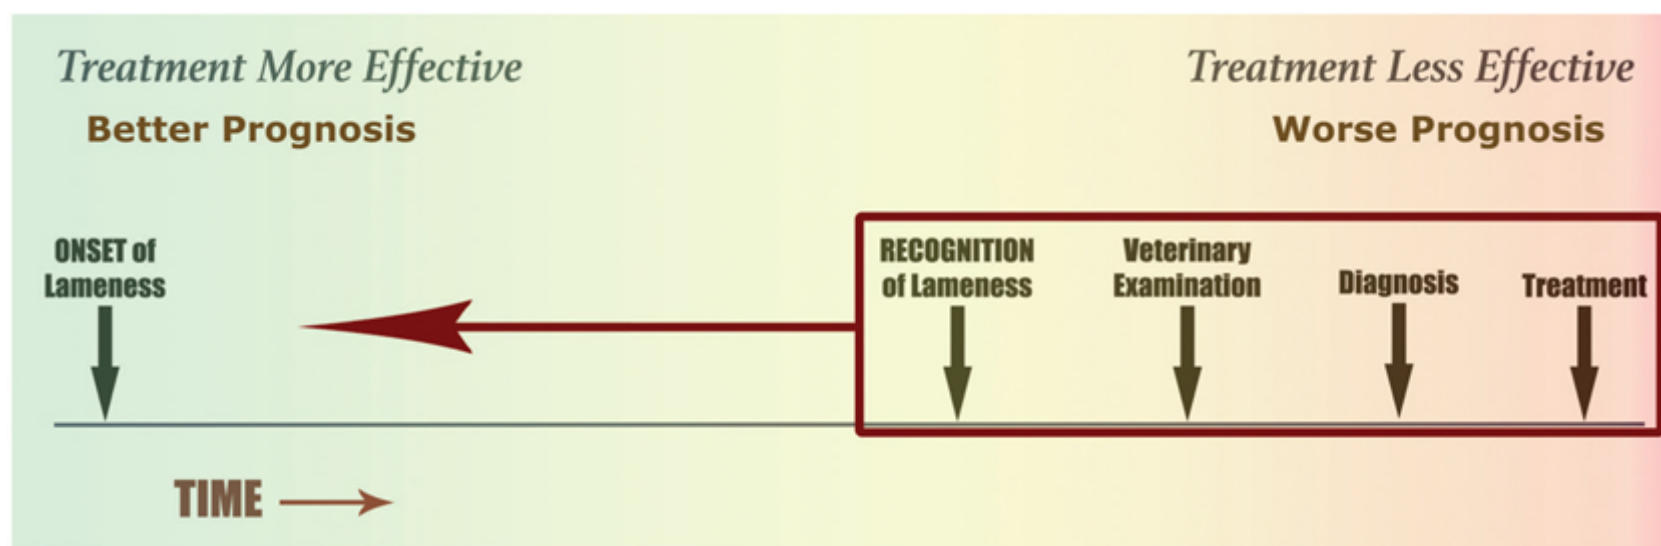 Treatment More Effective
Better Prognosis
Treatment Less Effective
Worse Prognosis
ONSET of
Lameness
RECOGNITION
of Lameness
Veterinary
Examination
Diagnosis
Treatment
TIME